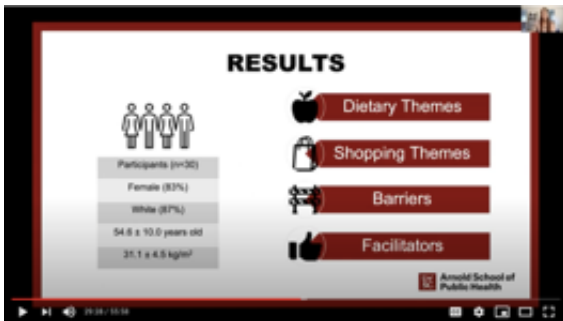 RESULTS
Participants (n=30)
Female (83%)
White (87%)
54.6 ± 10.0 years old
31.1 ± 4.5 kg/m²
Dietary Themes
Shopping Themes
Barriers
Facilitators
Arnold School of
Public Health